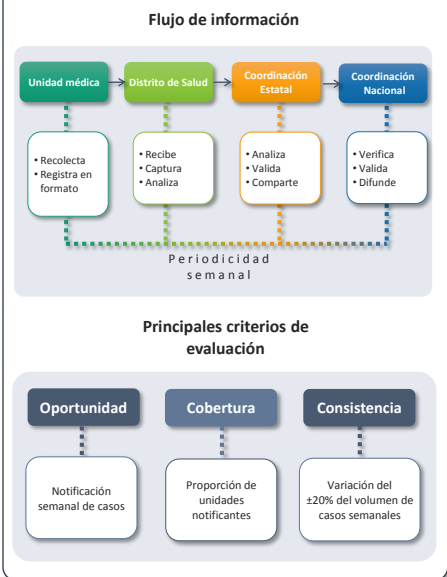 Flujo de información
Unidad médica
Distrito de Salud
Coordinación
Estatal
Coordinación
Nacional
• Recolecta
• Registra en
formato
• Recibe
• Captura
• Analiza
• Analiza
• Valida
• Comparte
• Verifica
• Valida
• Difunde
Periodicidad
semanal
Principales criterios de
evaluación
Oportunidad
Cobertura
Consistencia
Notificación
semanal de casos
Proporción de
unidades
notificantes
Variación del
±20% del volumen de
casos semanales